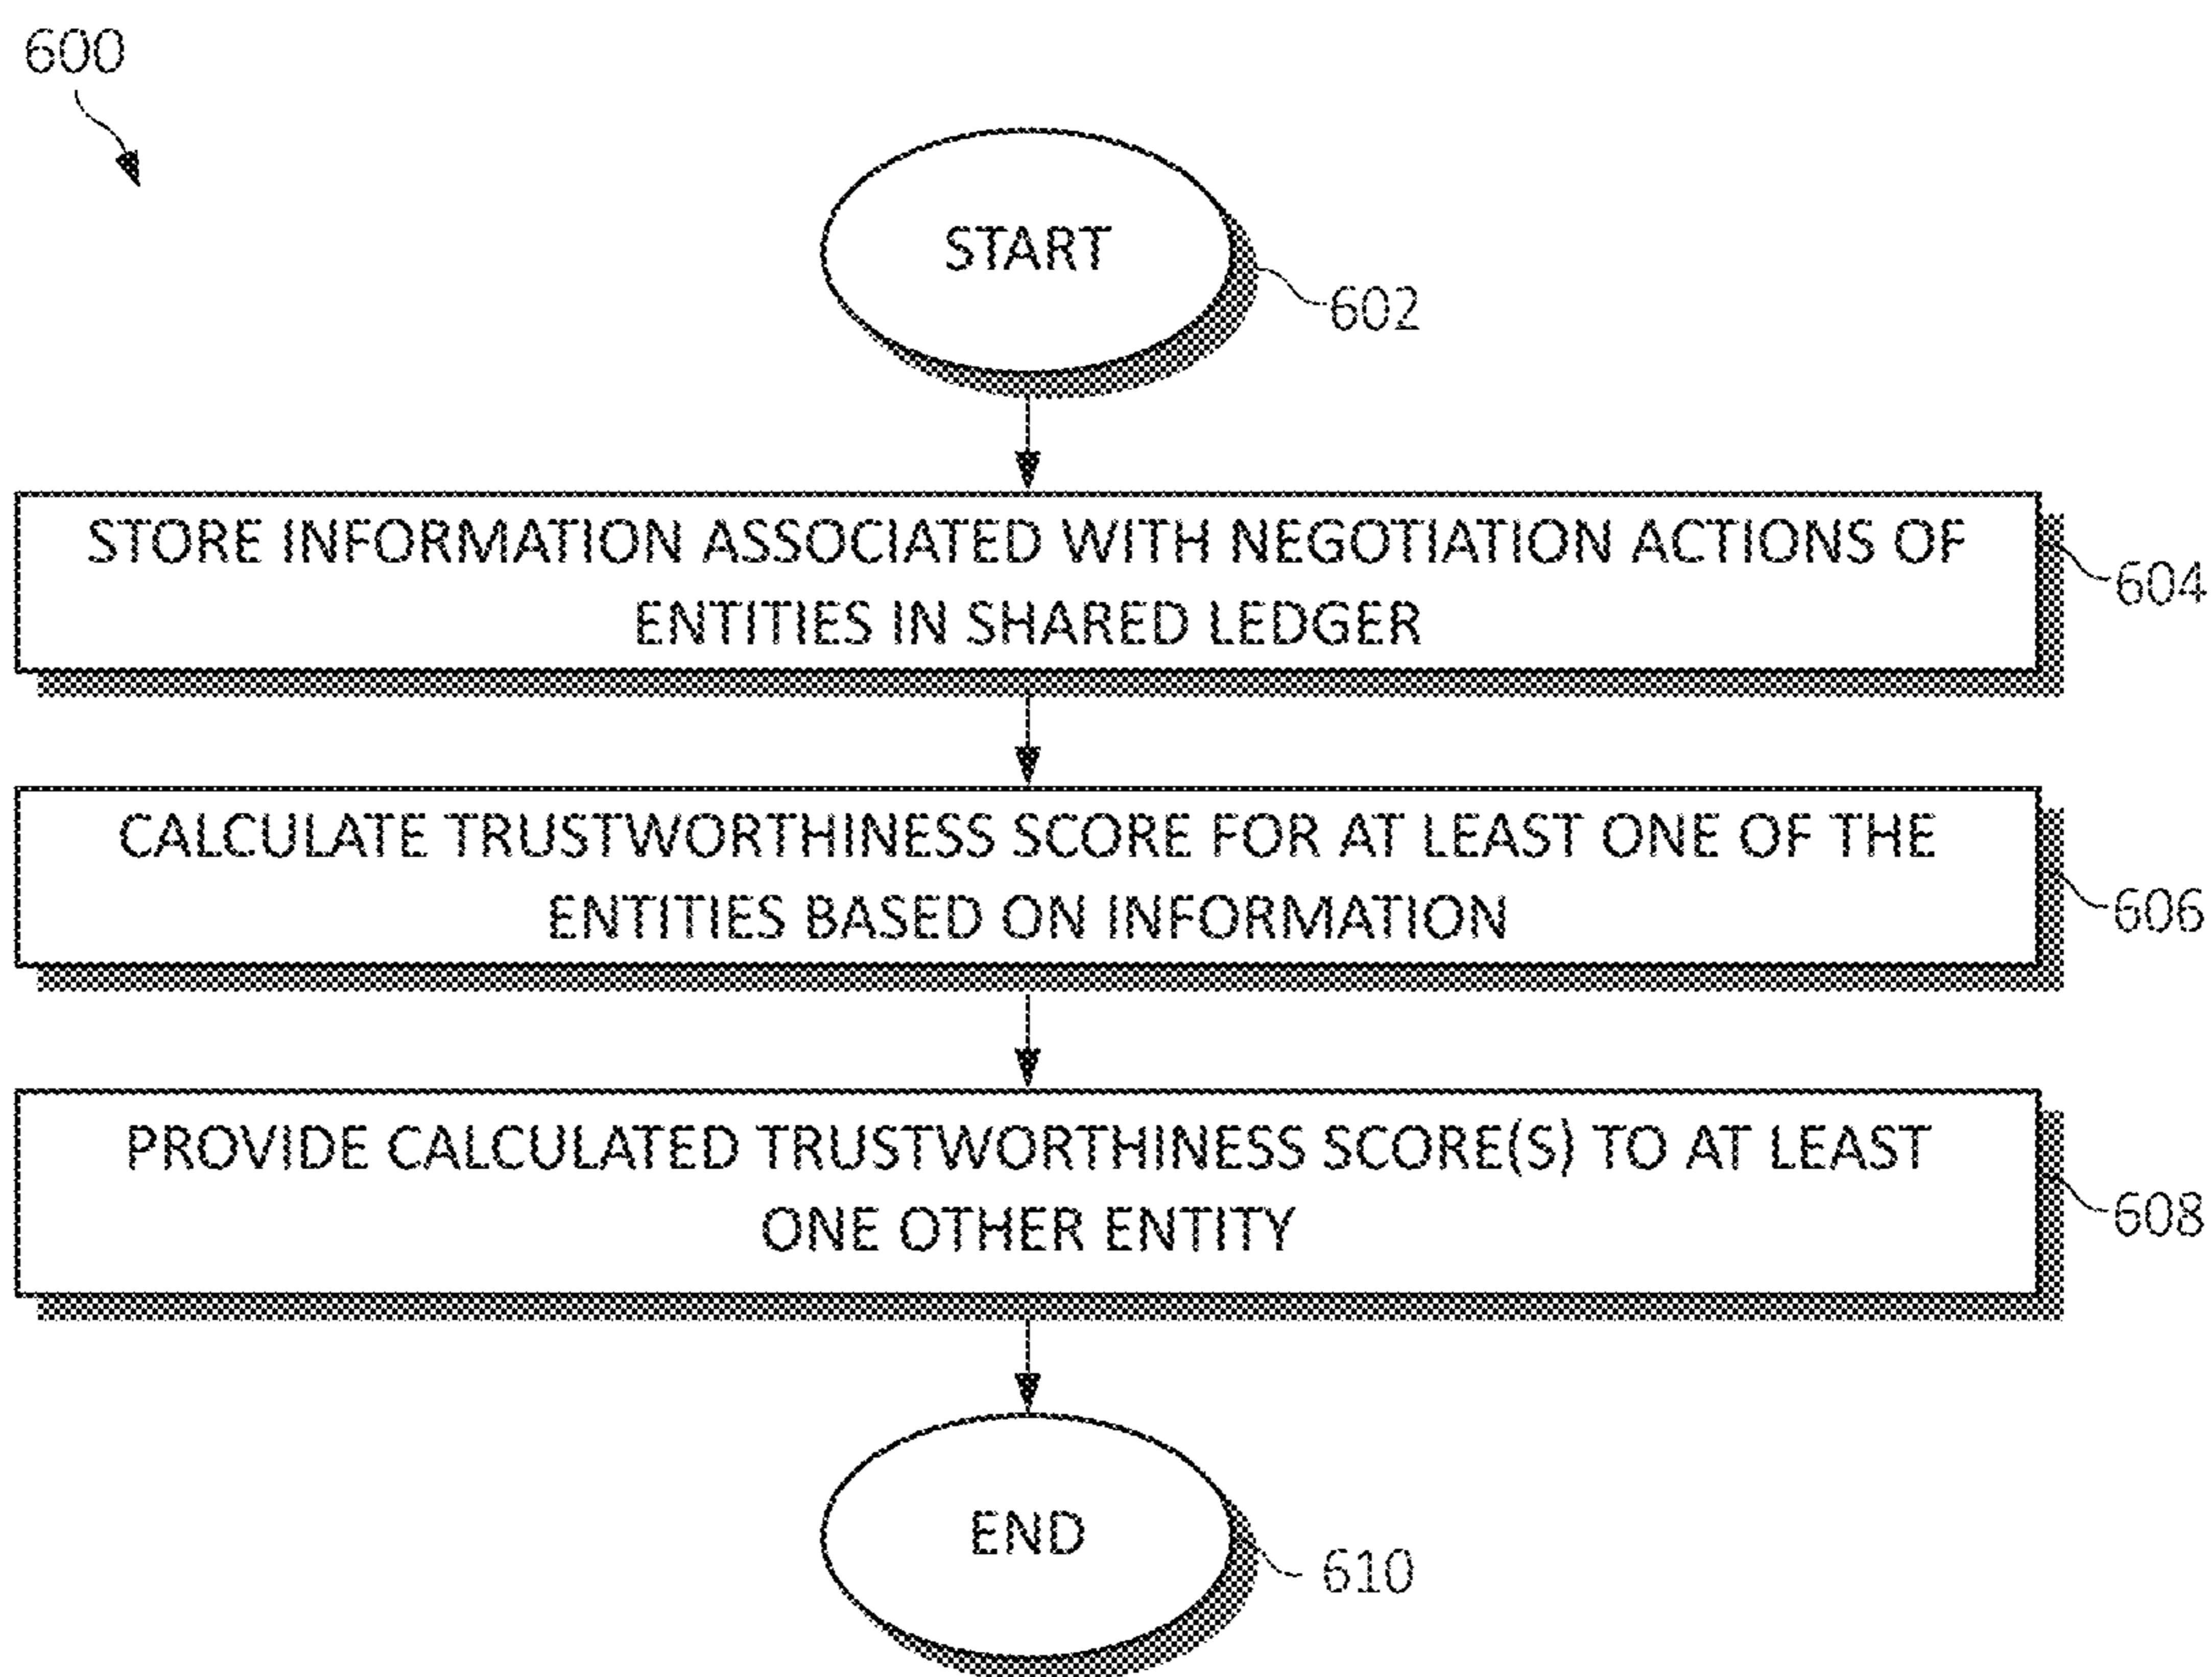 600
START
602
STORE INFORMATION ASSOCIATED WITH NEGOTIATION ACTIONS OF
ENTITIES IN SHARED LEDGER
604
CALCULATE TRUSTWORTHINESS SCORE FOR AT LEAST ONE OF THE
ENTITIES BASED ON INFORMATION
606
PROVIDE CALCULATED TRUSTWORTHINESS SCORE(S) TO AT LEAST
ONE OTHER ENTITY
608
END
610